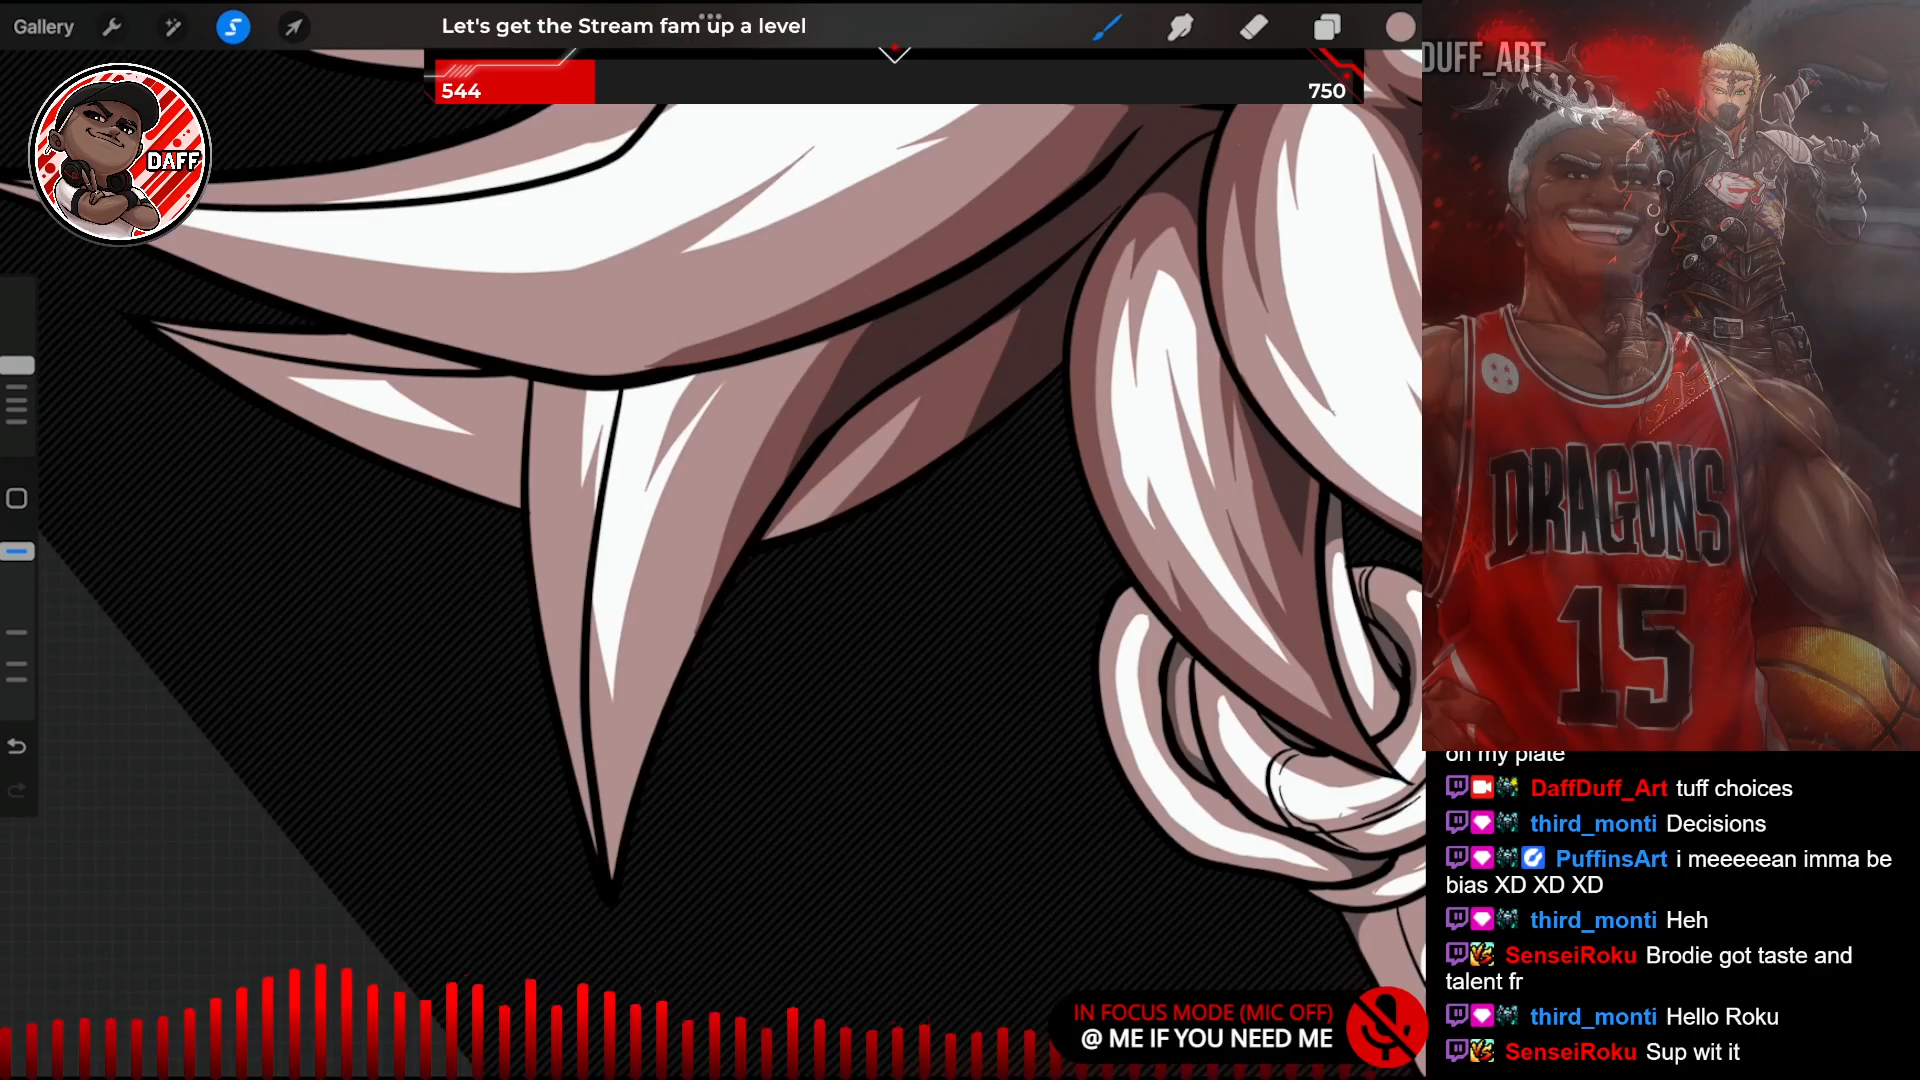 Gallery
Let's get the Stream fam up a level
544
750
DAFF
DUFF_ART
DRAGONS
15
on my plate
DaffDuff_Art tuff choices
third_monti Decisions
PuffinsArt i meeeeean imma be
bias XD XD XD
third_monti Heh
SenseiRoku Brodie got taste and
talent fr
third_monti Hello Roku
SenseiRoku Sup wit it
IN FOCUS MODE (MIC OFF)
@ ME IF YOU NEED ME